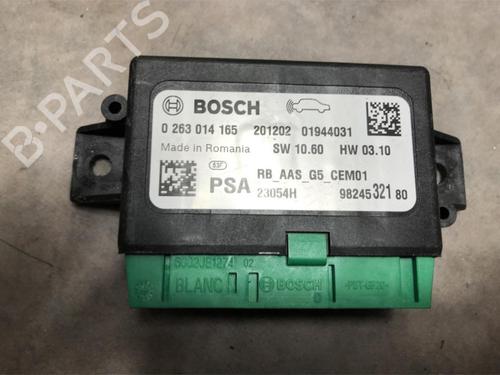 BOSCH
0 263 014 165 201202 01944031
Made in Romania SW 10.60 HW 03.10
PSA RB_AAS_G5_CEM01
23054H 98245 321 80
BLANC BOSCH
B-PARTS